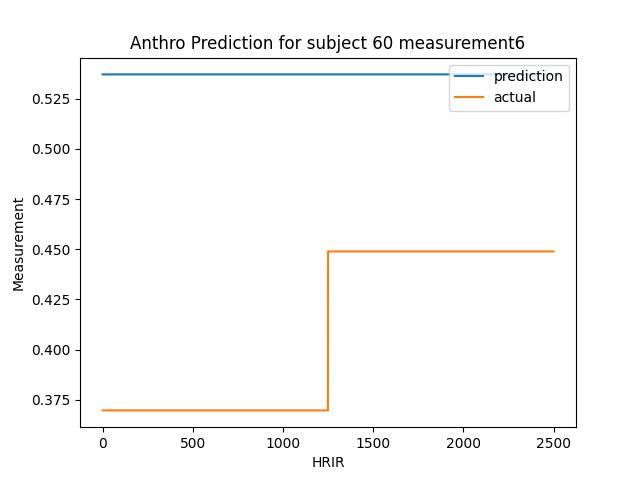 Anthro Prediction for subject 60 measurement6
prediction
actual
Measurement
0.525
0.500
0.475
0.450
0.425
0.400
0.375
0
500
1000
1500
2000
2500
HRIR